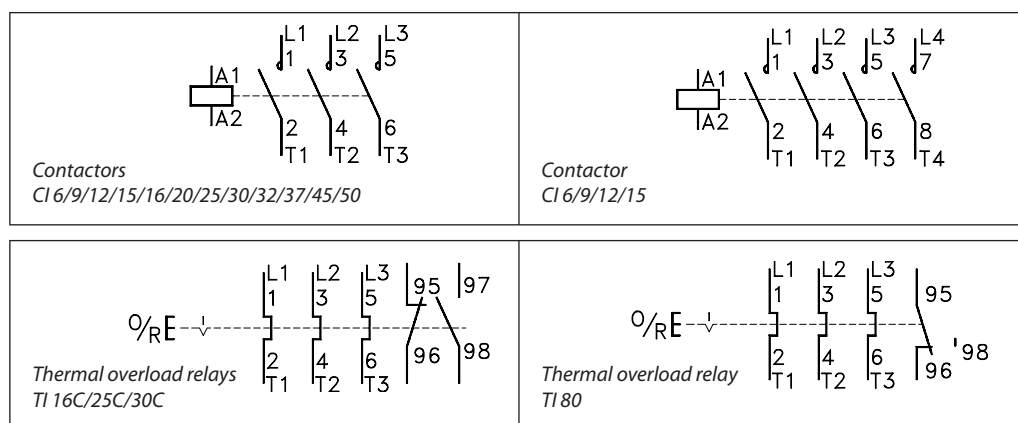 L1 L2 L3
1 3 5
A1
A2
2 4 6
T1 T2 T3
Contactors
CI 6/9/12/15/16/20/25/30/32/37/45/50
L1 L2 L3 L4
1 3 5 7
A1
A2
2 4 6 8
T1 T2 T3 T4
Contactor
CI 6/9/12/15
L1 L2 L3
1 3 5 95 97
O/R
2 4 6 96 98
T1 T2 T3
Thermal overload relays
TI 16C/25C/30C
L1 L2 L3
1 3 5 95
O/R
2 4 6 96 '98
T1 T2 T3
Thermal overload relay
TI 80